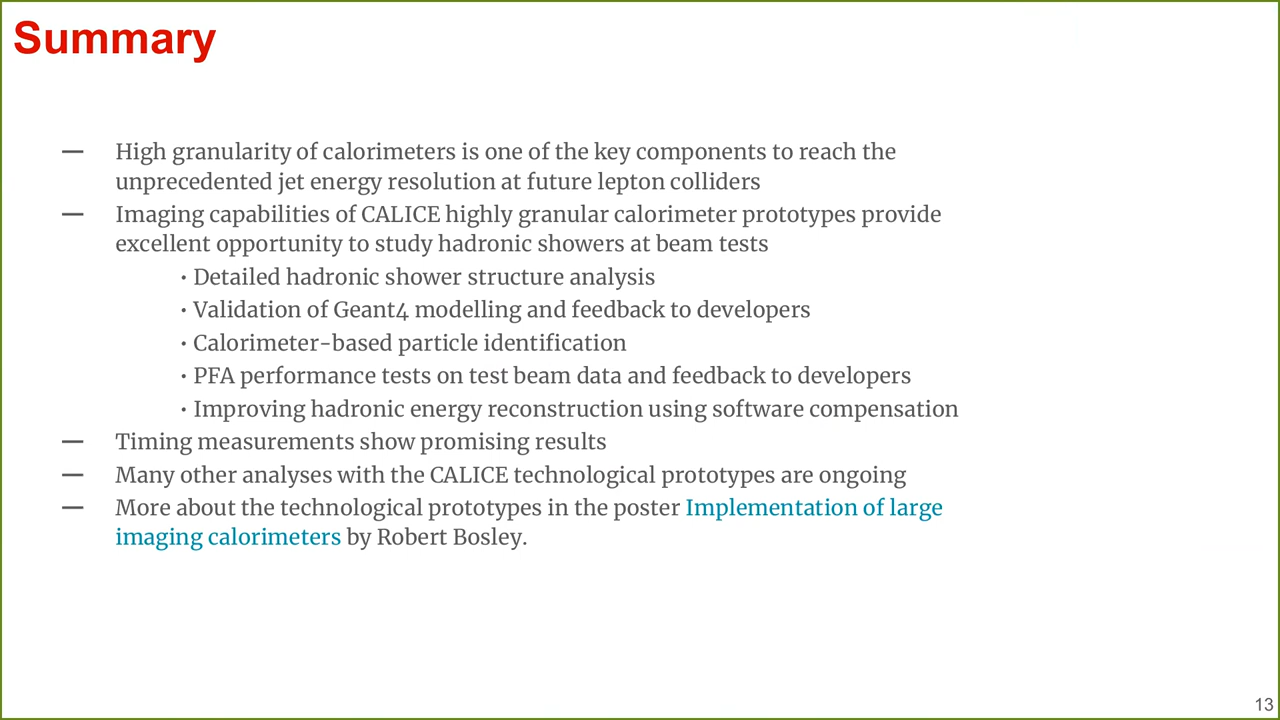 Summary
— High granularity of calorimeters is one of the key components to reach the
unprecedented jet energy resolution at future lepton colliders
— Imaging capabilities of CALICE highly granular calorimeter prototypes provide
excellent opportunity to study hadronic showers at beam tests
• Detailed hadronic shower structure analysis
• Validation of Geant4 modelling and feedback to developers
• Calorimeter-based particle identification
• PFA performance tests on test beam data and feedback to developers
• Improving hadronic energy reconstruction using software compensation
— Timing measurements show promising results
— Many other analyses with the CALICE technological prototypes are ongoing
— More about the technological prototypes in the poster Implementation of large
imaging calorimeters by Robert Bosley.
13